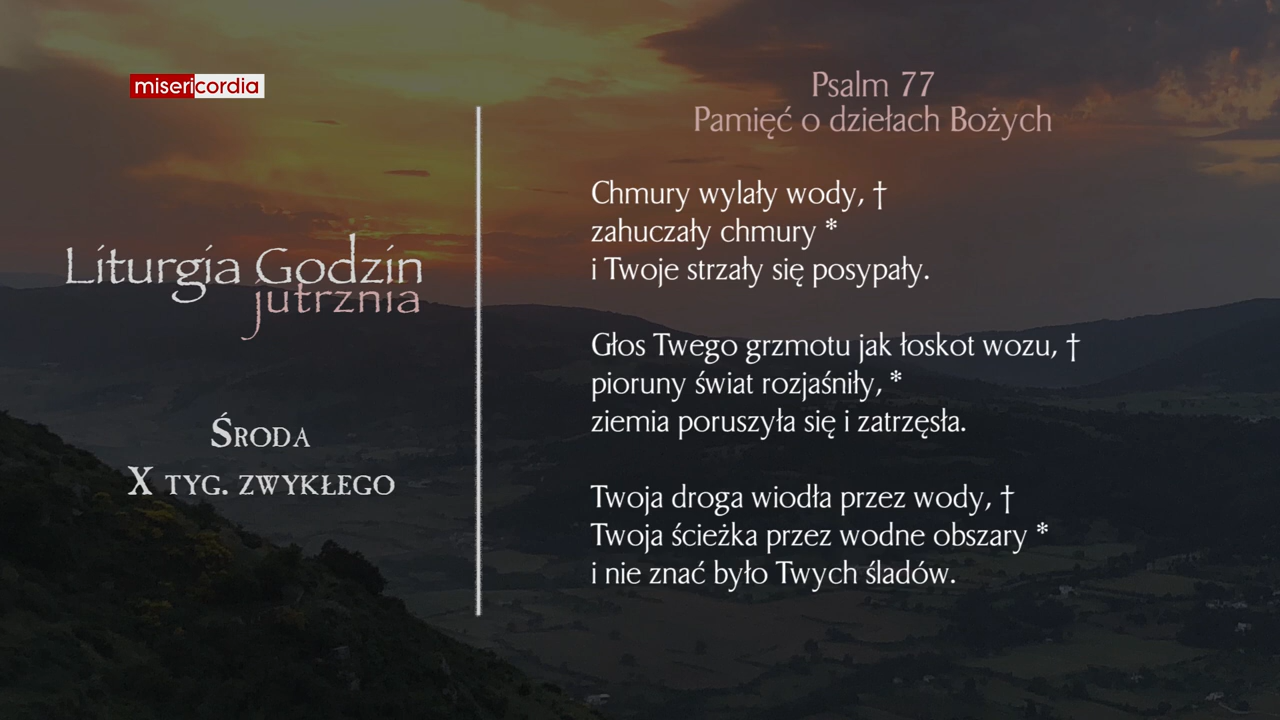 misericordia
Liturgia Godzin
jutrznia
Środa
X tyg. zwykłego
Psalm 77
Pamięć o dziełach Bożych
Chmury wylały wody, †
zahuczały chmury *
i Twoje strzały się posypały.
Głos Twego grzmotu jak łoskot wozu, †
pioruny świat rozjaśniły, *
ziemia poruszyła się i zatrzęsła.
Twoja droga wiodła przez wody, †
Twoja ścieżka przez wodne obszary *
i nie znać było Twych śladów.